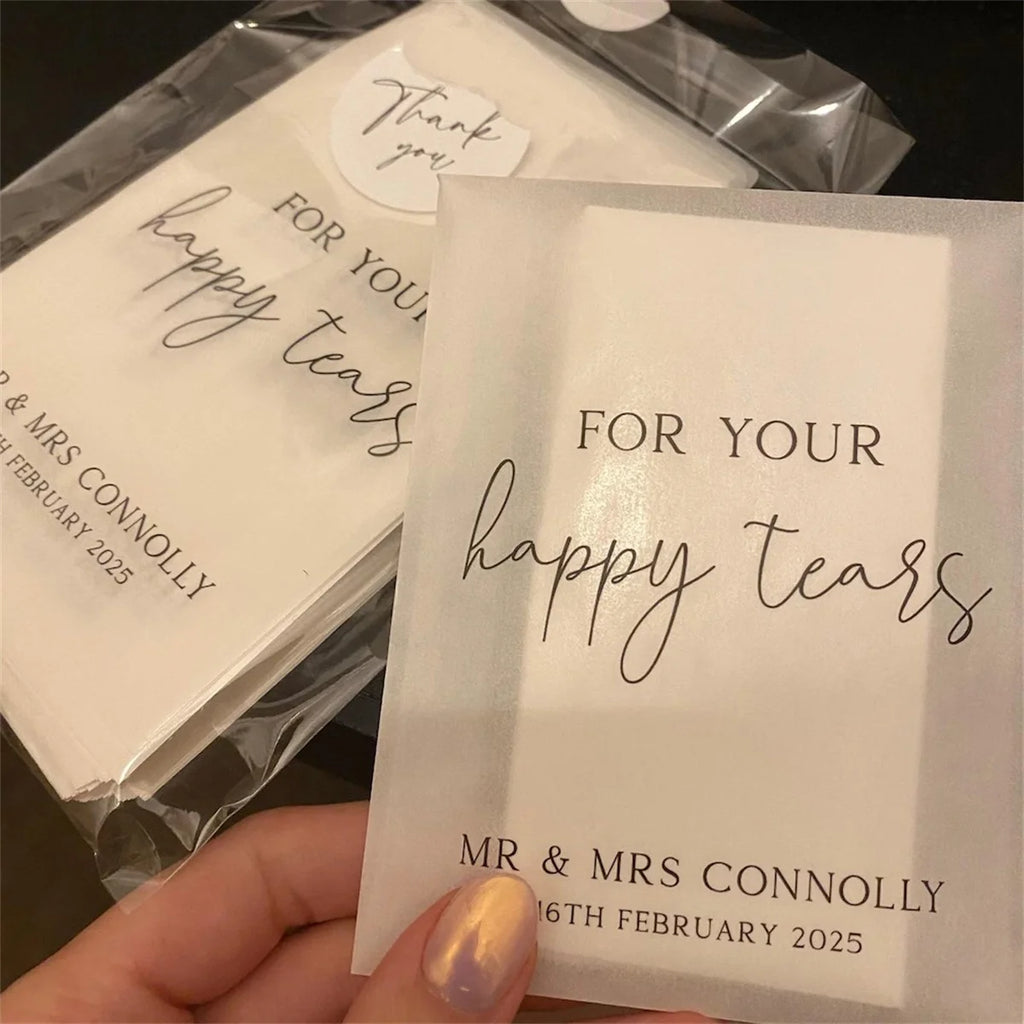 Thank
you
FOR YOUR
happy tears
& MRS CONNOLLY
FEBRUARY 2025
FOR YOUR
happy tears
MR & MRS CONNOLLY
16TH FEBRUARY 2025